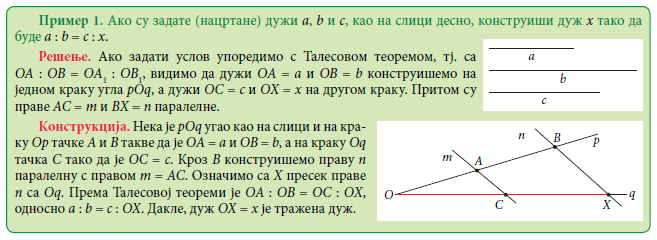 Пример 1. Ако су задате (нацртане) дужи a, b и c, као на слици десно, конструиши дуж x тако да
буде a : b = c : x.
Решење. Ако задати услов упоредимо с Талесовом теоремом, тј. са
OA : OB = OA₁ : OB₁, видимо да дужи OA = a и OB = b конструишемо на
једном краку угла pOq, а дужи OC = c и OX = x на другом краку. Притом су
праве AC = m и BX = n паралелне.
a
b
c
Конструкција. Нека је pOq угао као на слици и на кра-
ку Op тачке A и B такве да је OA = a и OB = b, а на краку Oq
тачка C тако да је OC = c. Кроз B конструишемо праву n
паралелну с правом m = AC. Означимо са X пресек праве
n са Oq. Према Талесовој теореми је OA : OB = OC : OX,
односно a : b = c : OX. Дакле, дуж OX = x је тражена дуж.
n
B
p
m
A
O
C
X
q